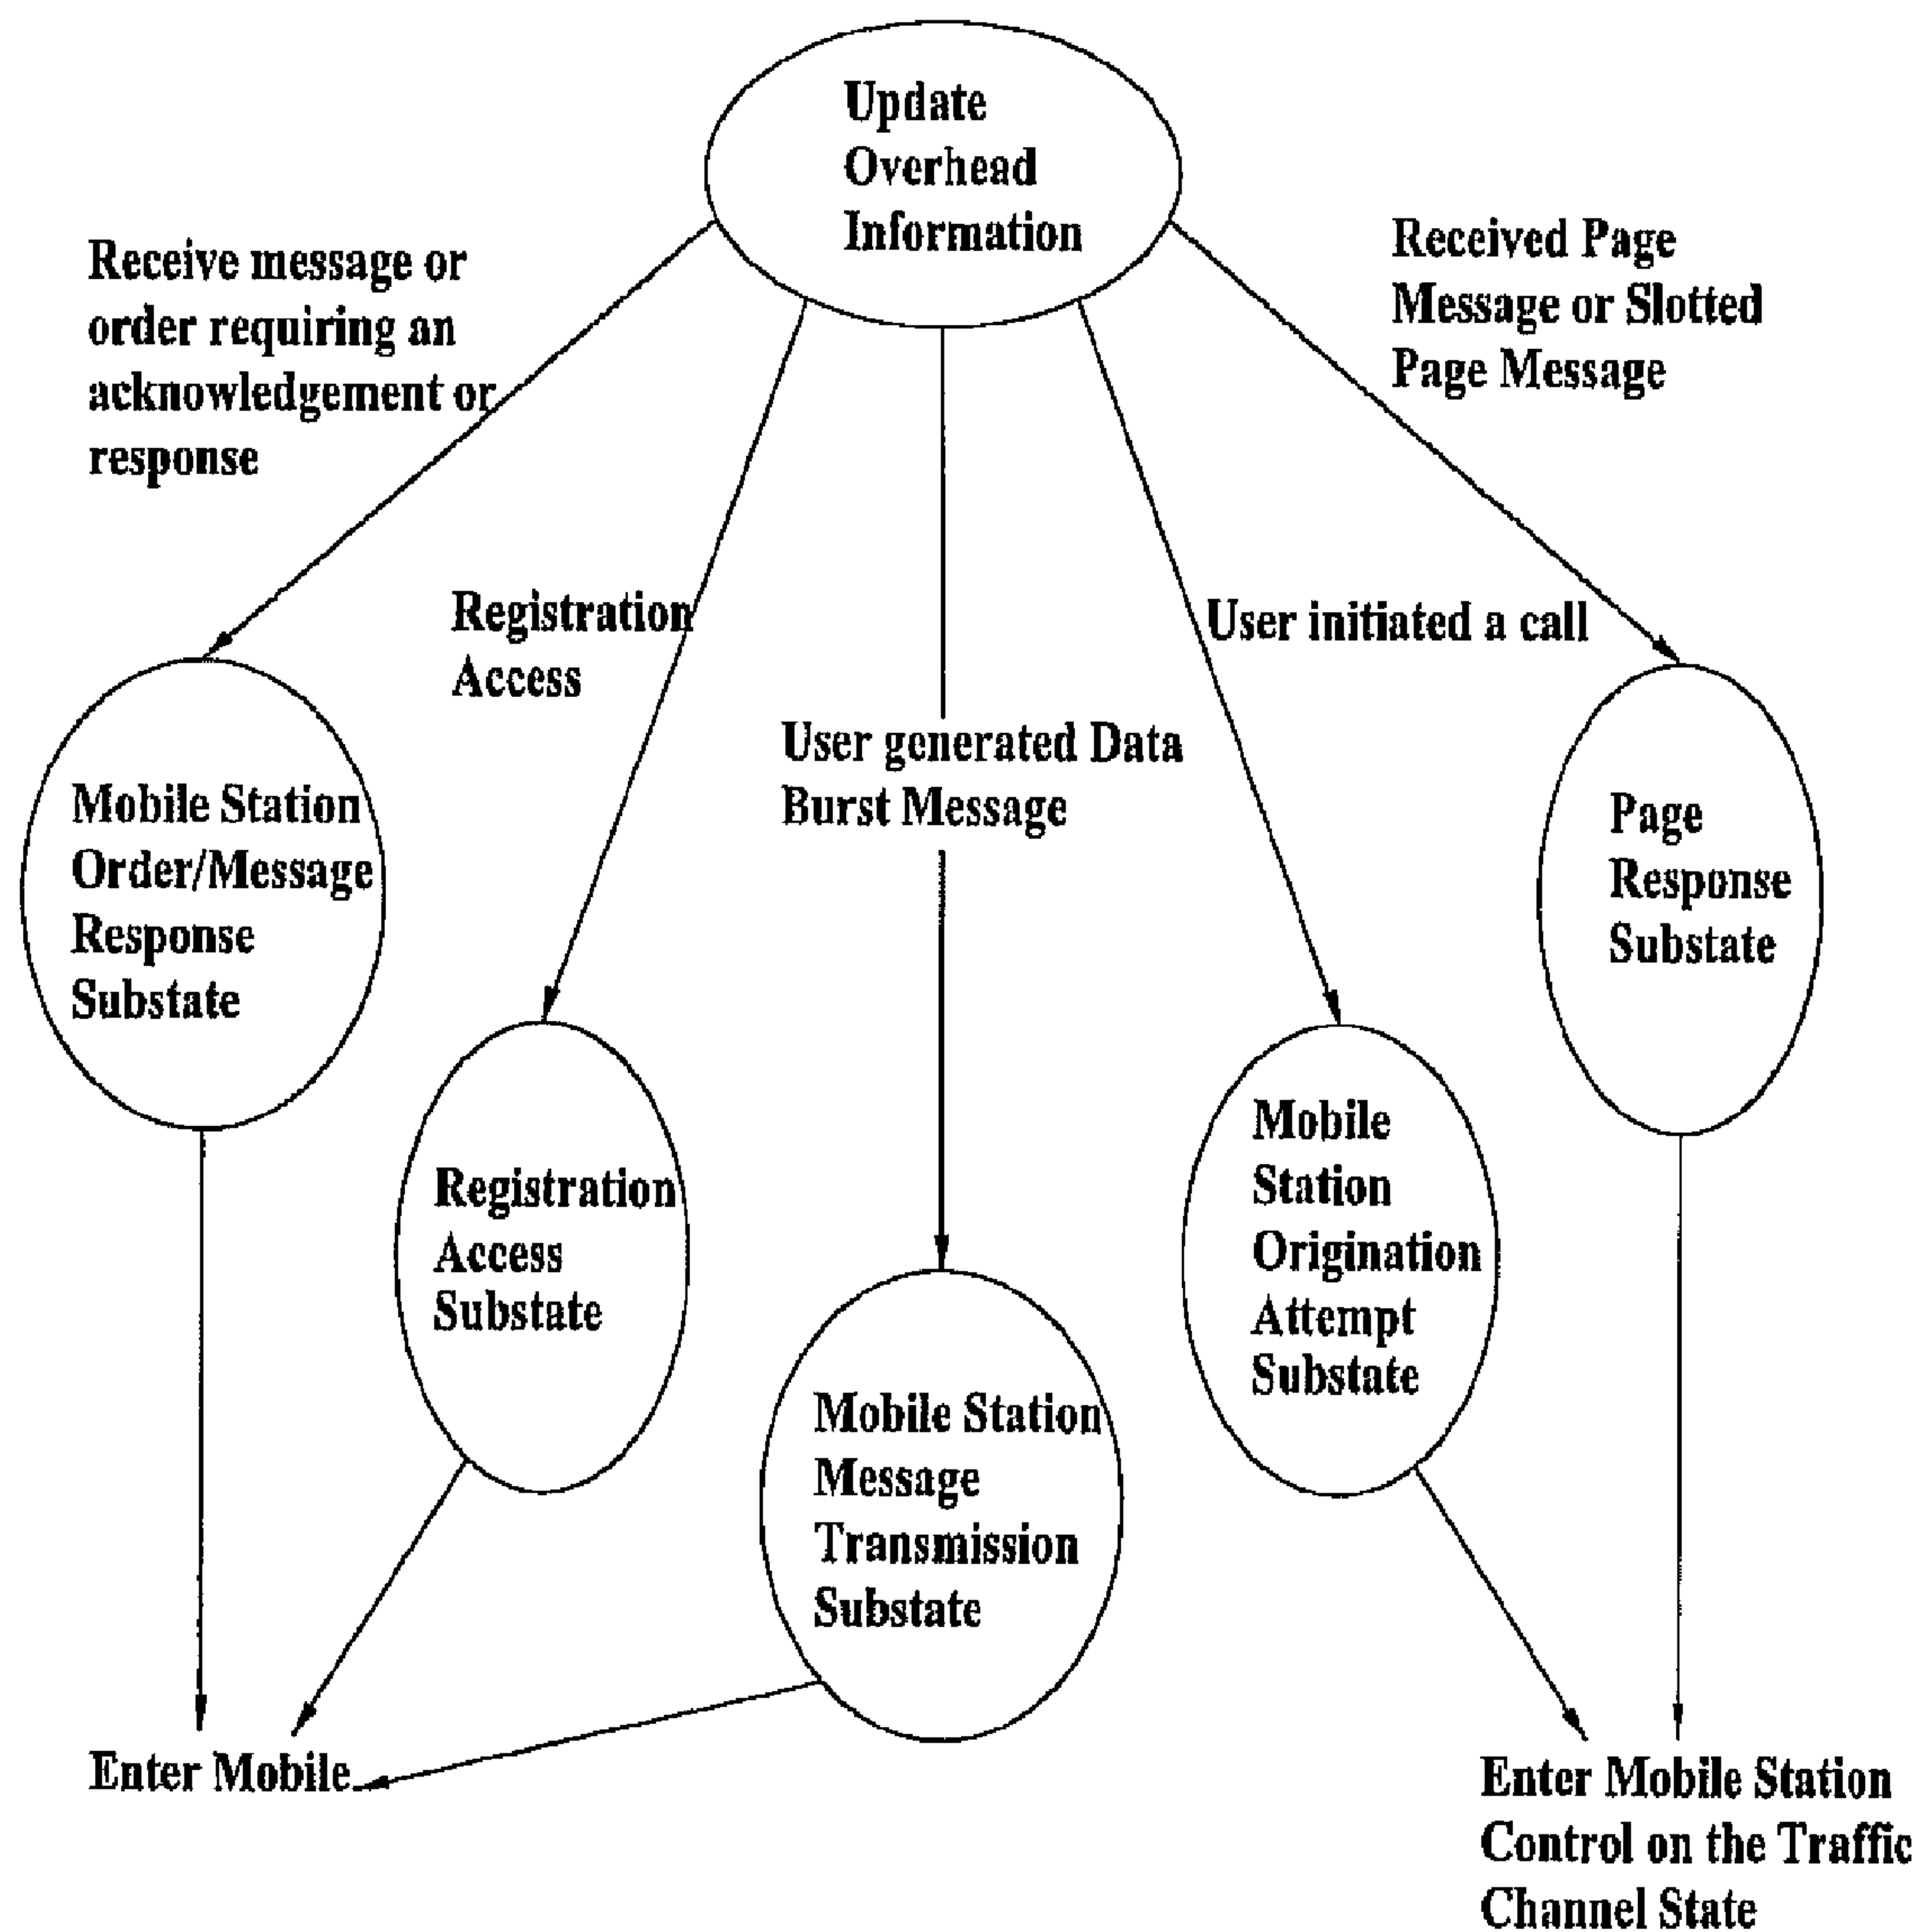 Update
Overhead
Information
Receive message or
order requiring an
acknowledgement or
response
Received Page
Message or Slotted
Page Message
Registration
Access
User generated Data
Burst Message
User initiated a call
Mobile Station
Order/Message
Response
Substate
Registration
Access
Substate
Mobile Station
Message
Transmission
Substate
Mobile
Station
Origination
Attempt
Substate
Page
Response
Substate
Enter Mobile
Enter Mobile Station
Control on the Traffic
Channel State